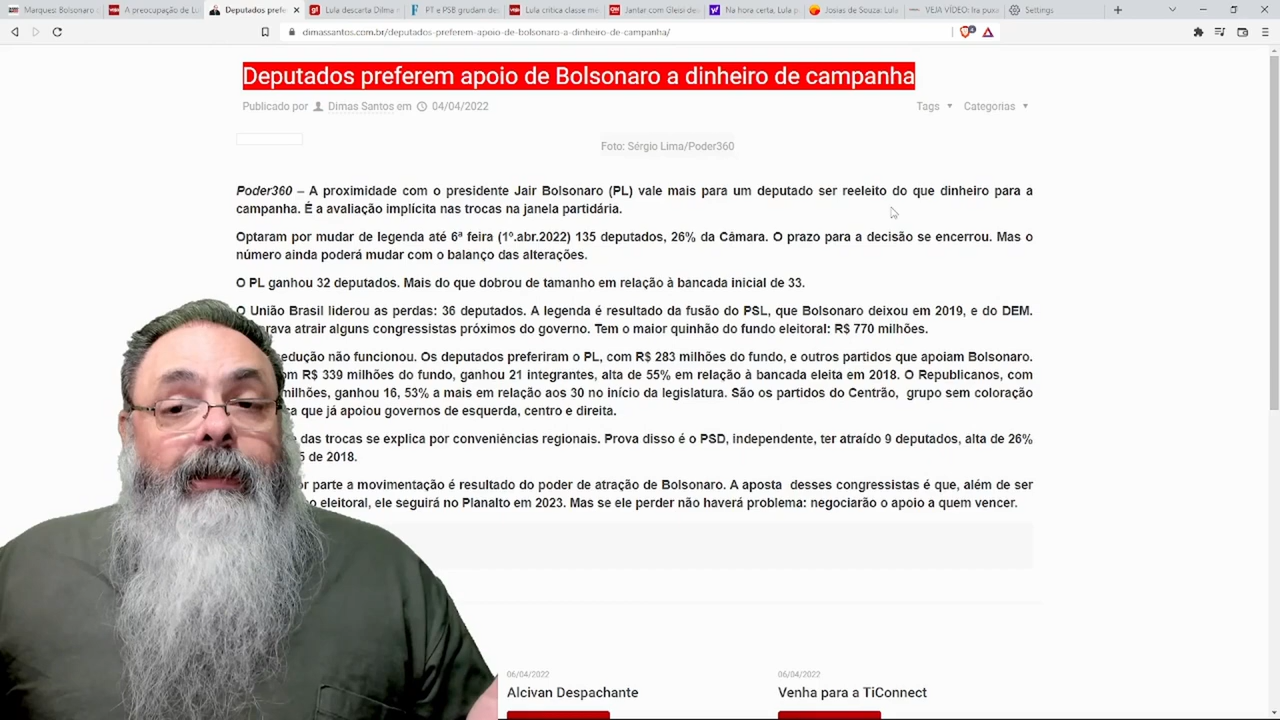 Marques: Bolsonaro
A preocupação de Lu
Deputados prefe
Lula descarta Dilma
PT e PSB grudam de
Lula critica classe me
Jantar com Gleisi de
Na hora certa, Lula p
Josias de Souza: Lula
VEJA VÍDEO: Ira puxo
Settings
dimassantos.com.br/deputados-preferem-apoio-de-bolsonaro-a-dinheiro-de-campanha/
Deputados preferem apoio de Bolsonaro a dinheiro de campanha
Publicado por Dimas Santos em 04/04/2022
Tags
Categorias
Foto: Sérgio Lima/Poder360
Poder360 – A proximidade com o presidente Jair Bolsonaro (PL) vale mais para um deputado ser reeleito do que dinheiro para a
campanha. É a avaliação implícita nas trocas na janela partidária.
Optaram por mudar de legenda até 6ª feira (1º.abr.2022) 135 deputados, 26% da Câmara. O prazo para a decisão se encerrou. Mas o
número ainda poderá mudar com o balanço das alterações.
O PL ganhou 32 deputados. Mais do que dobrou de tamanho em relação à bancada inicial de 33.
O União Brasil liderou as perdas: 36 deputados. A legenda é resultado da fusão do PSL, que Bolsonaro deixou em 2019, e do DEM.
rava atrair alguns congressistas próximos do governo. Tem o maior quinhão do fundo eleitoral: R$ 770 milhões.
edução não funcionou. Os deputados preferiram o PL, com R$ 283 milhões do fundo, e outros partidos que apoiam Bolsonaro.
om R$ 339 milhões do fundo, ganhou 21 integrantes, alta de 55% em relação à bancada eleita em 2018. O Republicanos, com
milhões, ganhou 16, 53% a mais em relação aos 30 no início da legislatura. São os partidos do Centrão, grupo sem coloração
ca que já apoiou governos de esquerda, centro e direita.
das trocas se explica por conveniências regionais. Prova disso é o PSD, independente, ter atraído 9 deputados, alta de 26%
5 de 2018.
or parte a movimentação é resultado do poder de atração de Bolsonaro. A aposta desses congressistas é que, além de ser
o eleitoral, ele seguirá no Planalto em 2023. Mas se ele perder não haverá problema: negociarão o apoio a quem vencer.
06/04/2022
Alcivan Despachante
06/04/2022
Venha para a TiConnect